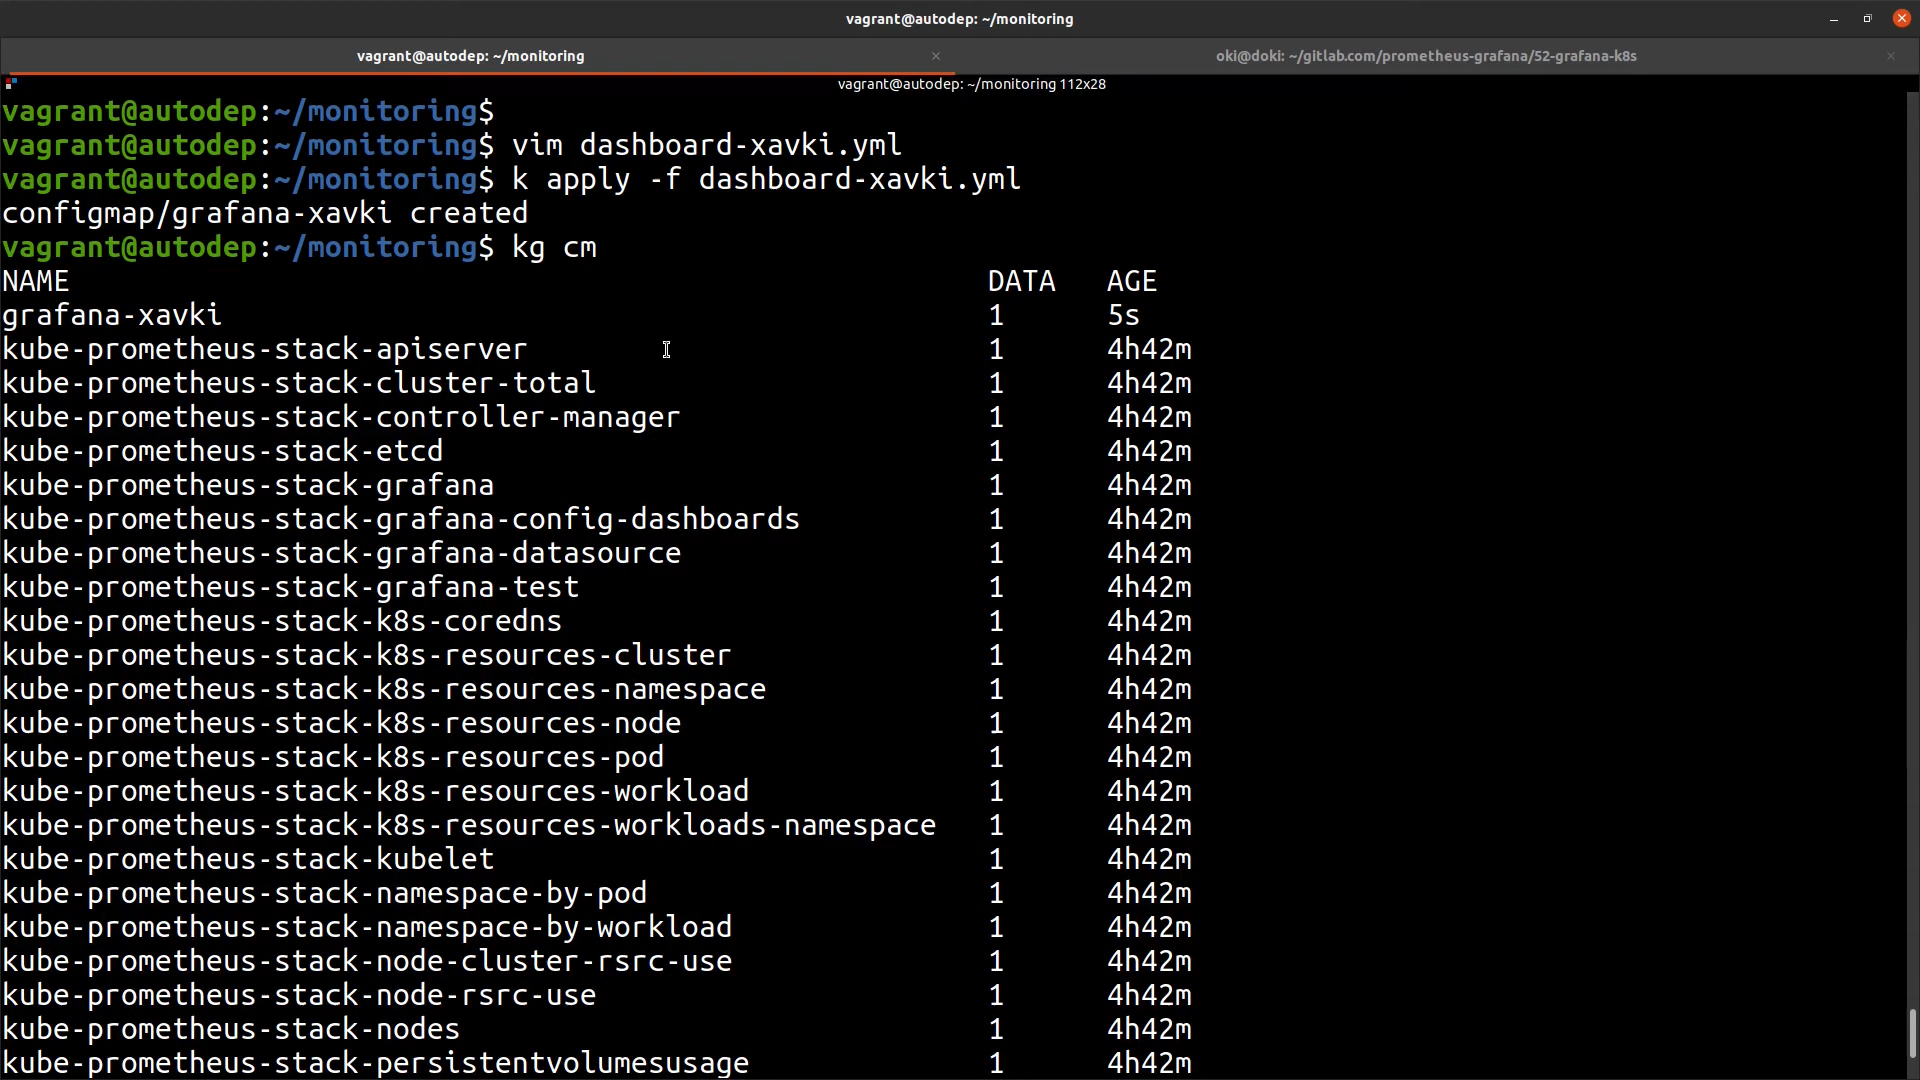 vagrant@autodep: ~/monitoring
vagrant@autodep: ~/monitoring
oki@doki: ~/gitlab.com/prometheus-grafana/52-grafana-k8s
vagrant@autodep: ~/monitoring 112x28
vagrant@autodep:~/monitoring$
vagrant@autodep:~/monitoring$ vim dashboard-xavki.yml
vagrant@autodep:~/monitoring$ k apply -f dashboard-xavki.yml
configmap/grafana-xavki created
vagrant@autodep:~/monitoring$ kg cm
NAME DATA AGE
grafana-xavki 1 5s
kube-prometheus-stack-apiserver 1 4h42m
kube-prometheus-stack-cluster-total 1 4h42m
kube-prometheus-stack-controller-manager 1 4h42m
kube-prometheus-stack-etcd 1 4h42m
kube-prometheus-stack-grafana 1 4h42m
kube-prometheus-stack-grafana-config-dashboards 1 4h42m
kube-prometheus-stack-grafana-datasource 1 4h42m
kube-prometheus-stack-grafana-test 1 4h42m
kube-prometheus-stack-k8s-coredns 1 4h42m
kube-prometheus-stack-k8s-resources-cluster 1 4h42m
kube-prometheus-stack-k8s-resources-namespace 1 4h42m
kube-prometheus-stack-k8s-resources-node 1 4h42m
kube-prometheus-stack-k8s-resources-pod 1 4h42m
kube-prometheus-stack-k8s-resources-workload 1 4h42m
kube-prometheus-stack-k8s-resources-workloads-namespace 1 4h42m
kube-prometheus-stack-kubelet 1 4h42m
kube-prometheus-stack-namespace-by-pod 1 4h42m
kube-prometheus-stack-namespace-by-workload 1 4h42m
kube-prometheus-stack-node-cluster-rsrc-use 1 4h42m
kube-prometheus-stack-node-rsrc-use 1 4h42m
kube-prometheus-stack-nodes 1 4h42m
kube-prometheus-stack-persistentvolumesusage 1 4h42m